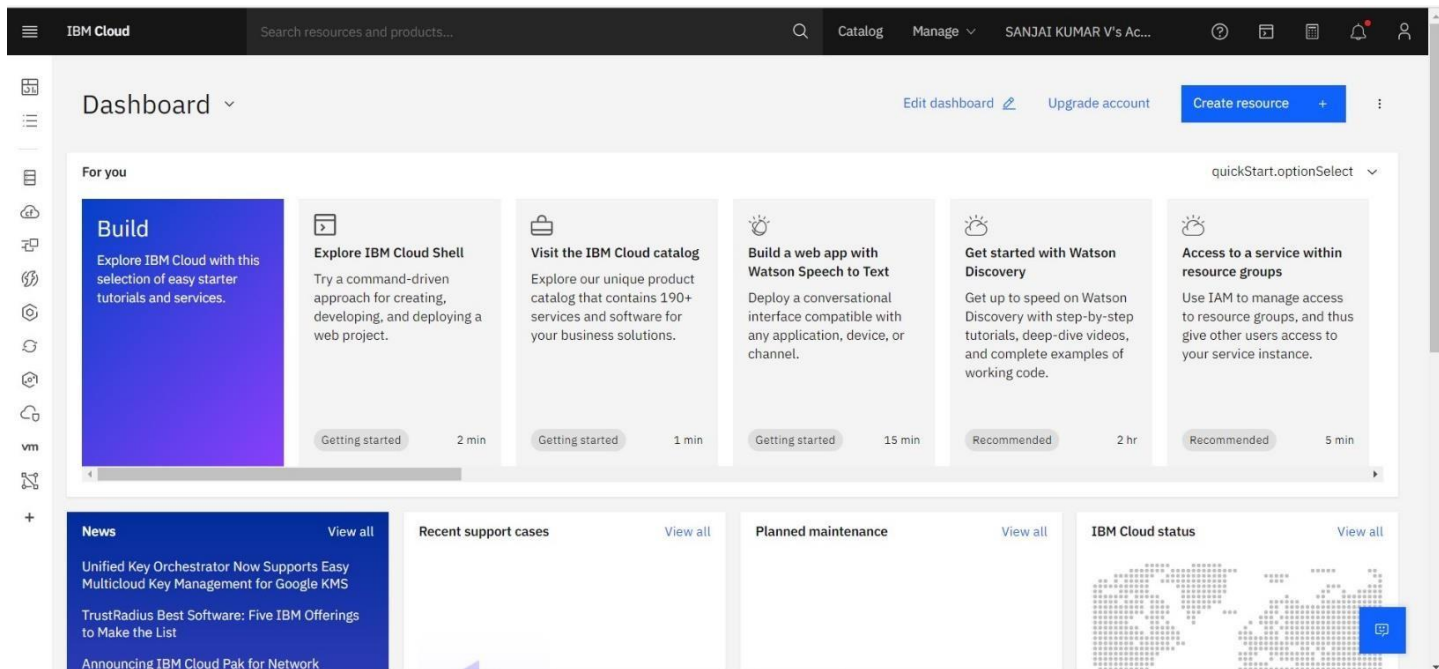 IBM Cloud
Search resources and products...
Catalog
Manage
SANJAI KUMAR V's Ac...
Dashboard
Edit dashboard
Upgrade account
Create resource +
For you
quickStart.optionSelect
Build
Explore IBM Cloud with this
selection of easy starter
tutorials and services.
Explore IBM Cloud Shell
Try a command-driven
approach for creating,
developing, and deploying a
web project.
Getting started
2 min
Visit the IBM Cloud catalog
Explore our unique product
catalog that contains 190+
services and software for
your business solutions.
Getting started
1 min
Build a web app with
Watson Speech to Text
Deploy a conversational
interface compatible with
any application, device, or
channel.
Getting started
15 min
Get started with Watson
Discovery
Get up to speed on Watson
Discovery with step-by-step
tutorials, deep-dive videos,
and complete examples of
working code.
Recommended
2 hr
Access to a service within
resource groups
Use IAM to manage access
to resource groups, and thus
give other users access to
your service instance.
Recommended
5 min
vm
News
View all
Unified Key Orchestrator Now Supports Easy
Multicloud Key Management for Google KMS
TrustRadius Best Software: Five IBM Offerings
to Make the List
Announcing IBM Cloud Pak for Network
Recent support cases
View all
Planned maintenance
View all
IBM Cloud status
View all